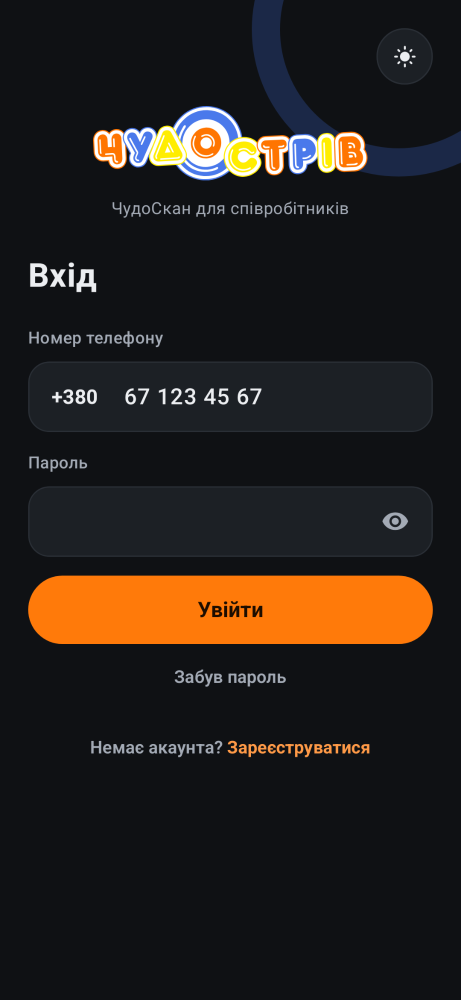 ЧУДОСТРІВ
ЧудоСкан для співробітників
Вхід
Номер телефону
+380 67 123 45 67
Пароль
Увійти
Забув пароль
Немає акаунта? Зареєструватися